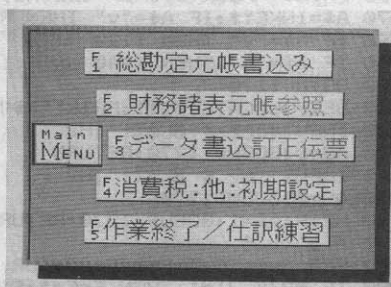 F1 総勘定元帳書込み
F2 財務諸表元帳参照
Main MENU
F3 データ書込訂正伝票
F4 消費税:他:初期設定
F5 作業終了/仕訳練習